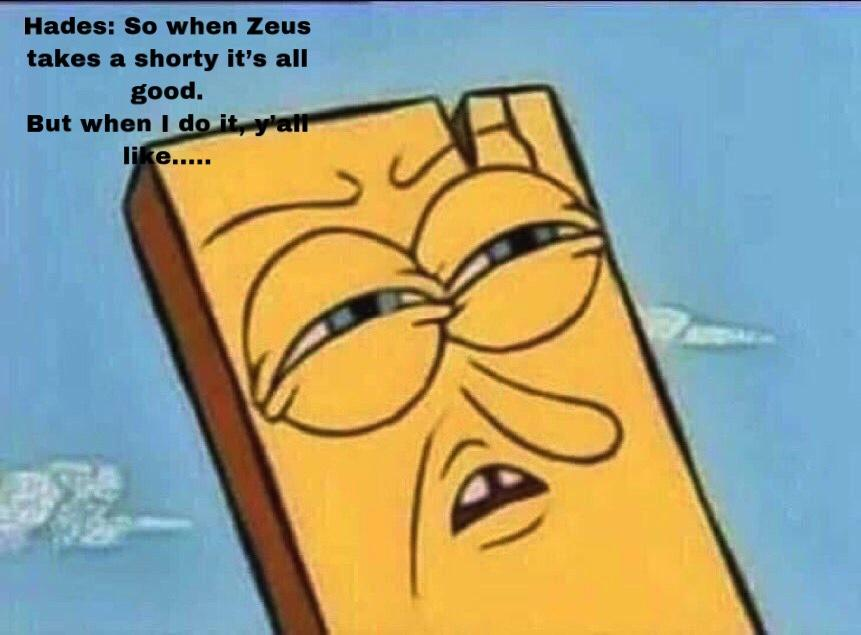 Hades: So when Zeus
takes a shorty it’s all
good.
But when I do it, y'all
like.....